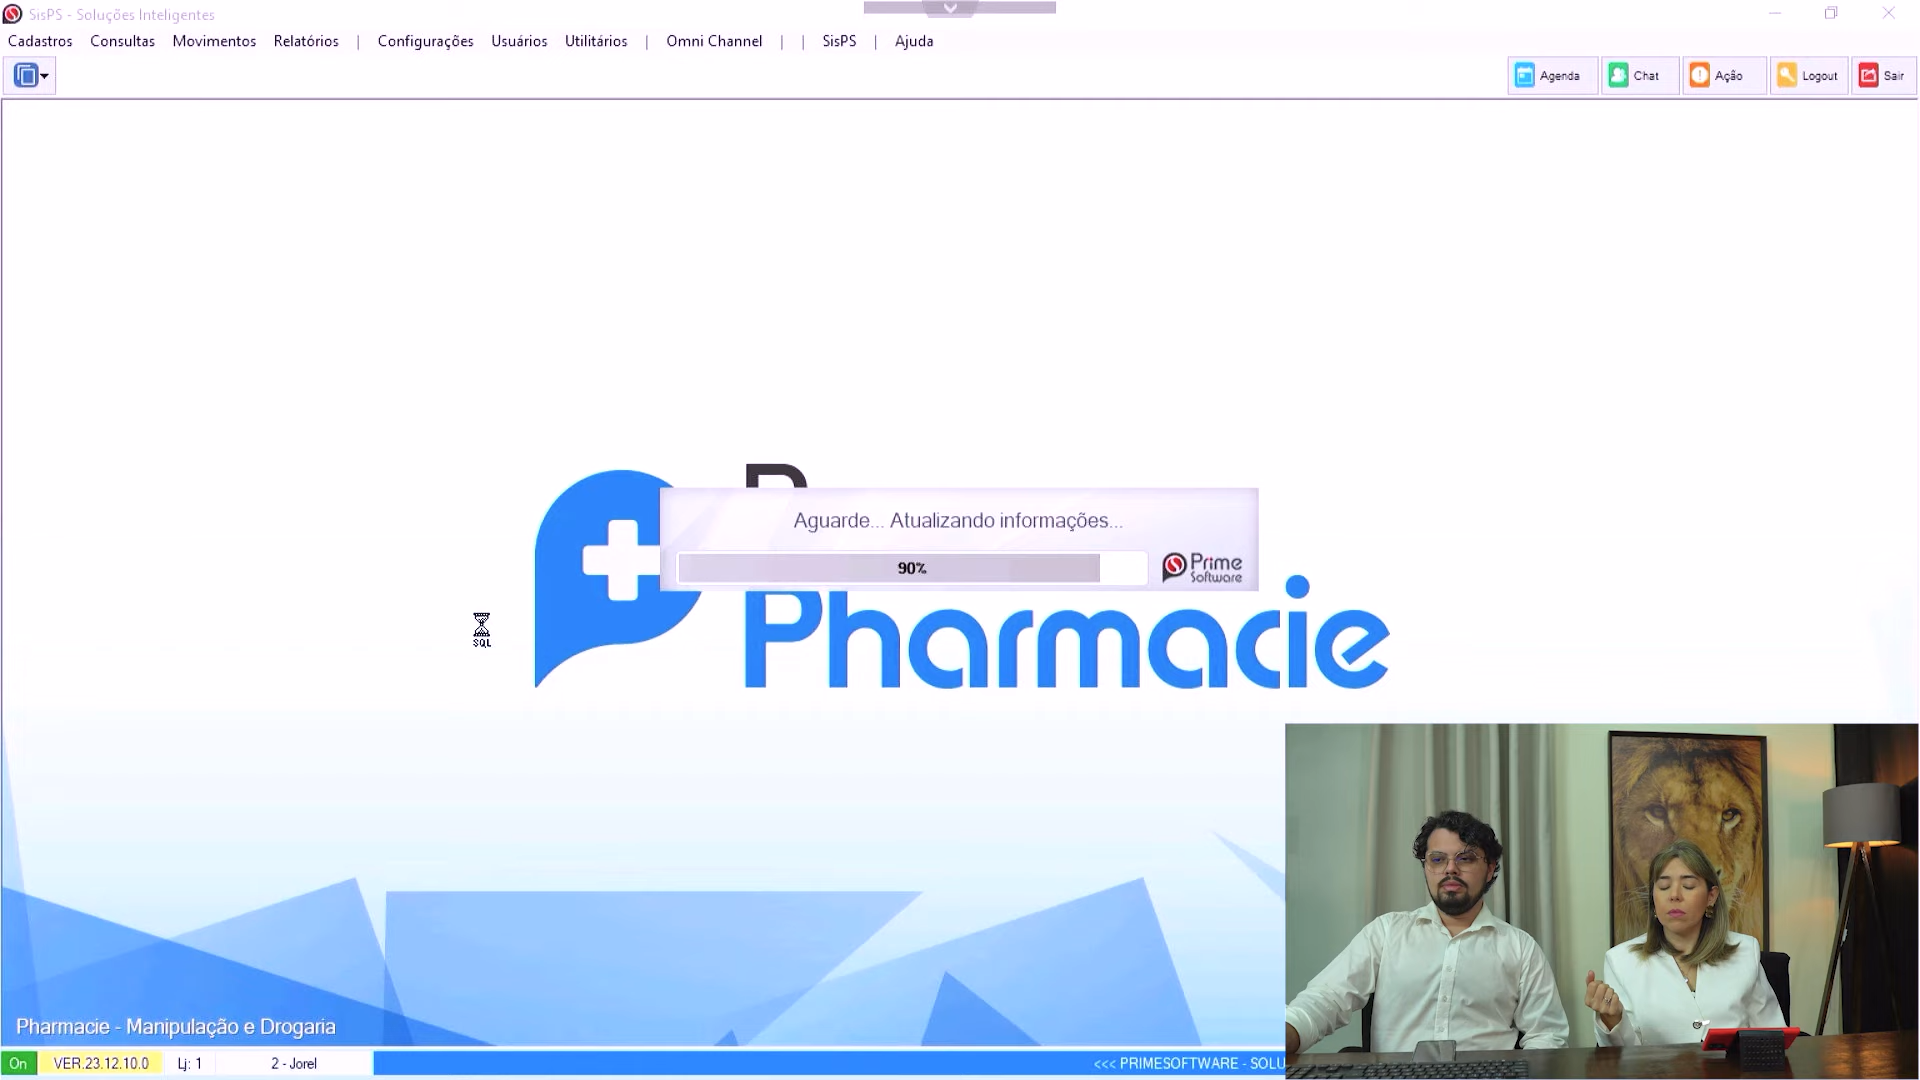 SisPS - Soluções Inteligentes
Cadastros Consultas Movimentos Relatórios | Configurações Usuários Utilitários | Omni Channel | | SisPS | Ajuda
Agenda Chat Ação Logout Sair
Aguarde... Atualizando informações...
90%
Prime
Software
Pharmacie
SQL
Pharmacie - Manipulação e Drogaria
On VER.23.12.10.0 Lj: 1 2 - Jorel <<< PRIMESOFTWARE - SOLU